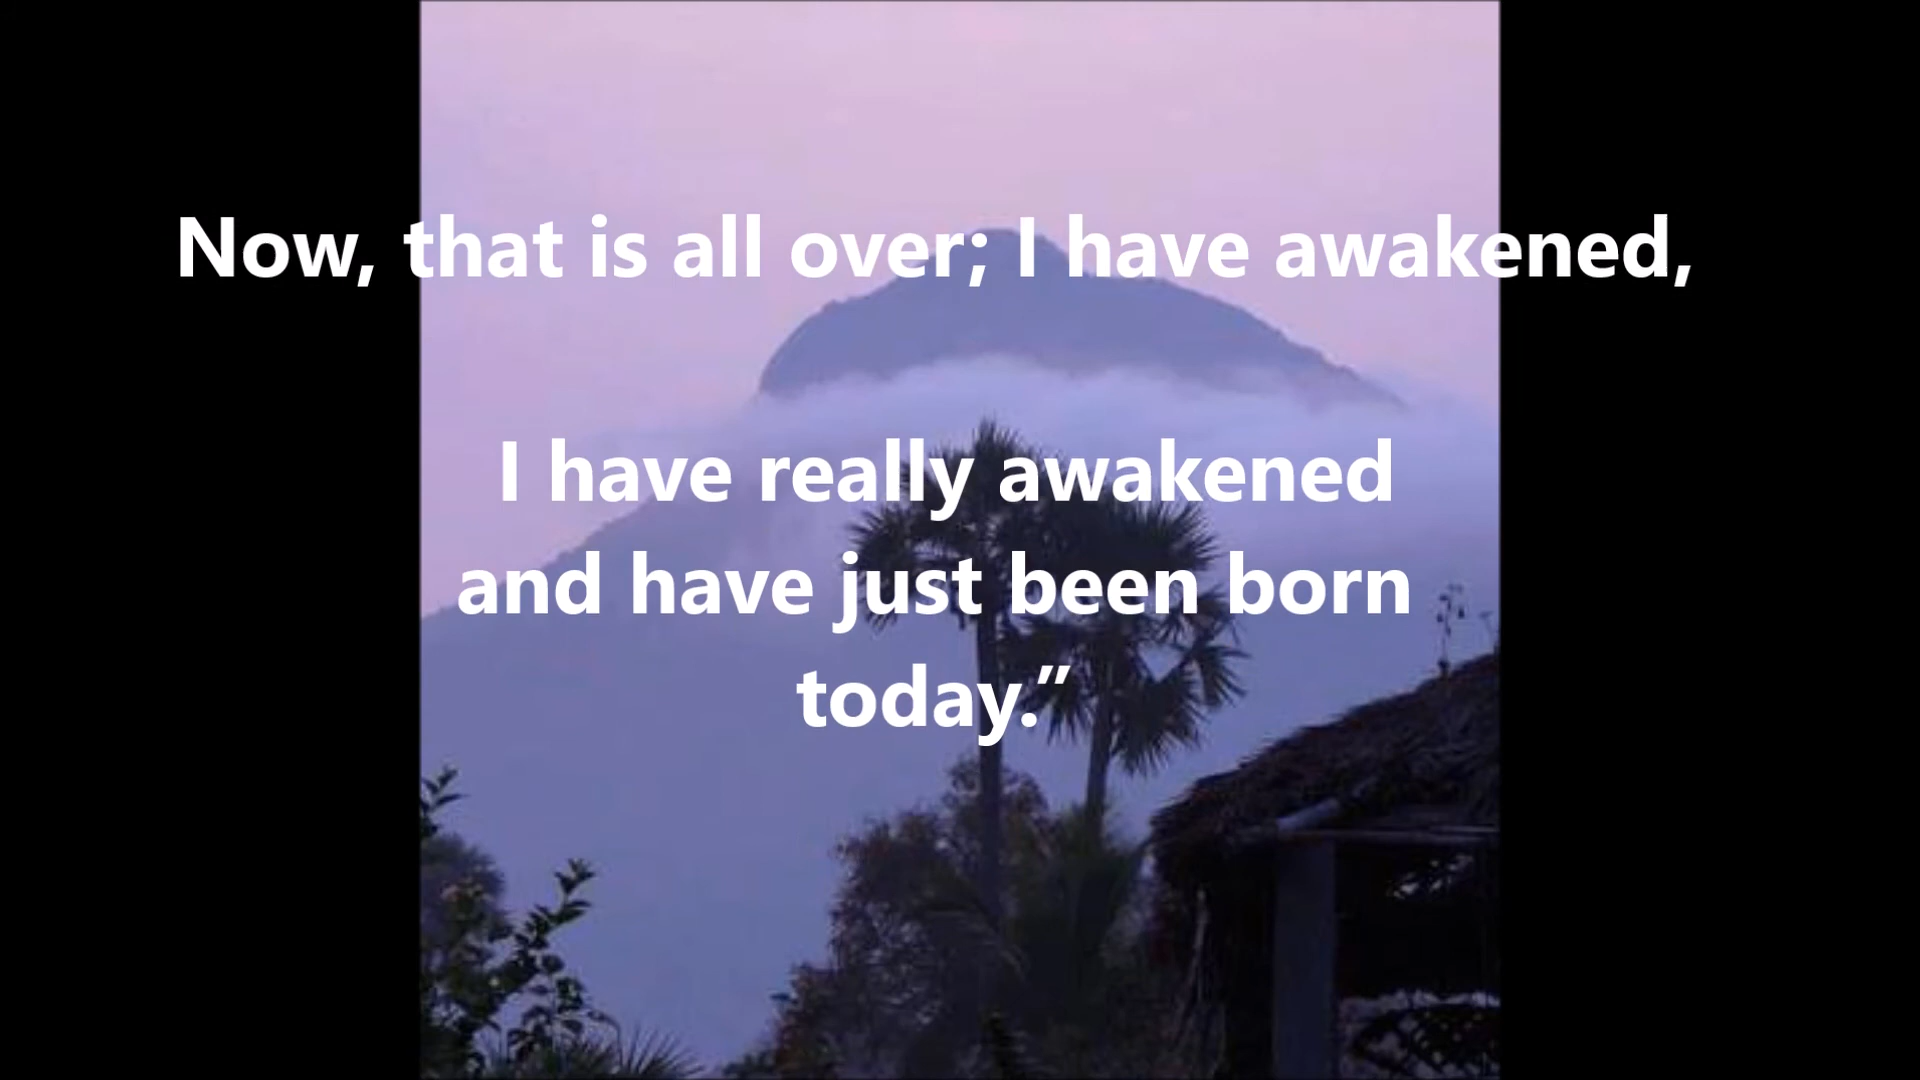 Now, that is all over; I have awakened,
I have really awakened
and have just been born
today.”